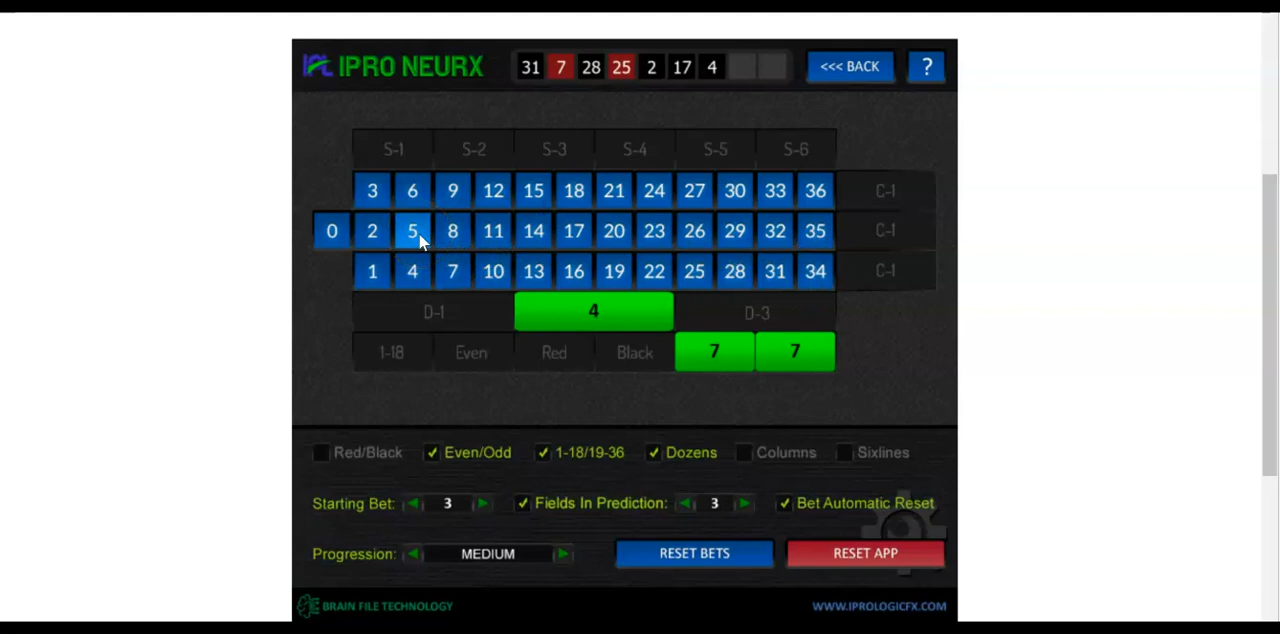 IPRO NEURX 31 7 28 25 2 17 4 <<< BACK ?
S-1 S-2 S-3 S-4 S-5 S-6
3 6 9 12 15 18 21 24 27 30 33 36 C-1
0 2 5 8 11 14 17 20 23 26 29 32 35 C-1
1 4 7 10 13 16 19 22 25 28 31 34 C-1
D-1 4 D-3
1-18 Even Red Black 7 7
Red/Black Even/Odd 1-18/19-36 Dozens Columns Sixlines
Starting Bet: 3 Fields In Prediction: 3 Bet Automatic Reset
Progression: MEDIUM RESET BETS RESET APP
BRAIN FILE TECHNOLOGY WWW.IPROLOGICFX.COM